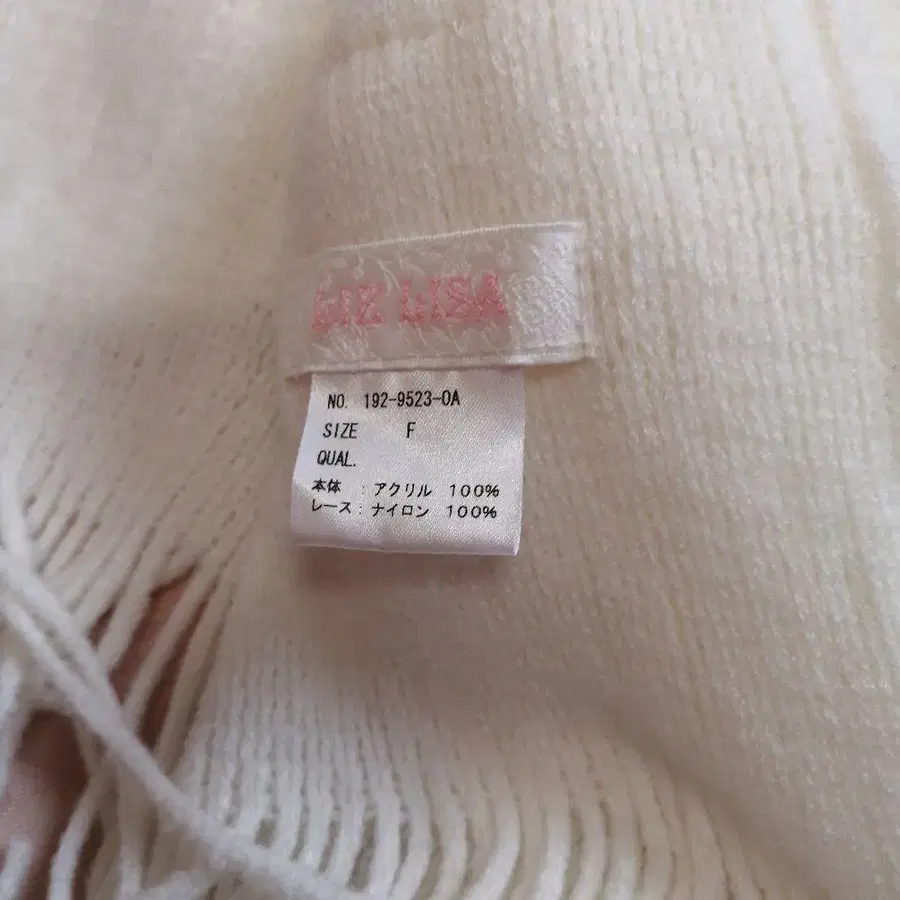 LIZ LISA
NO. 192-9523-0A
SIZE F
QUAL.
本体 : アクリル 100%
レース : ナイロン 100%